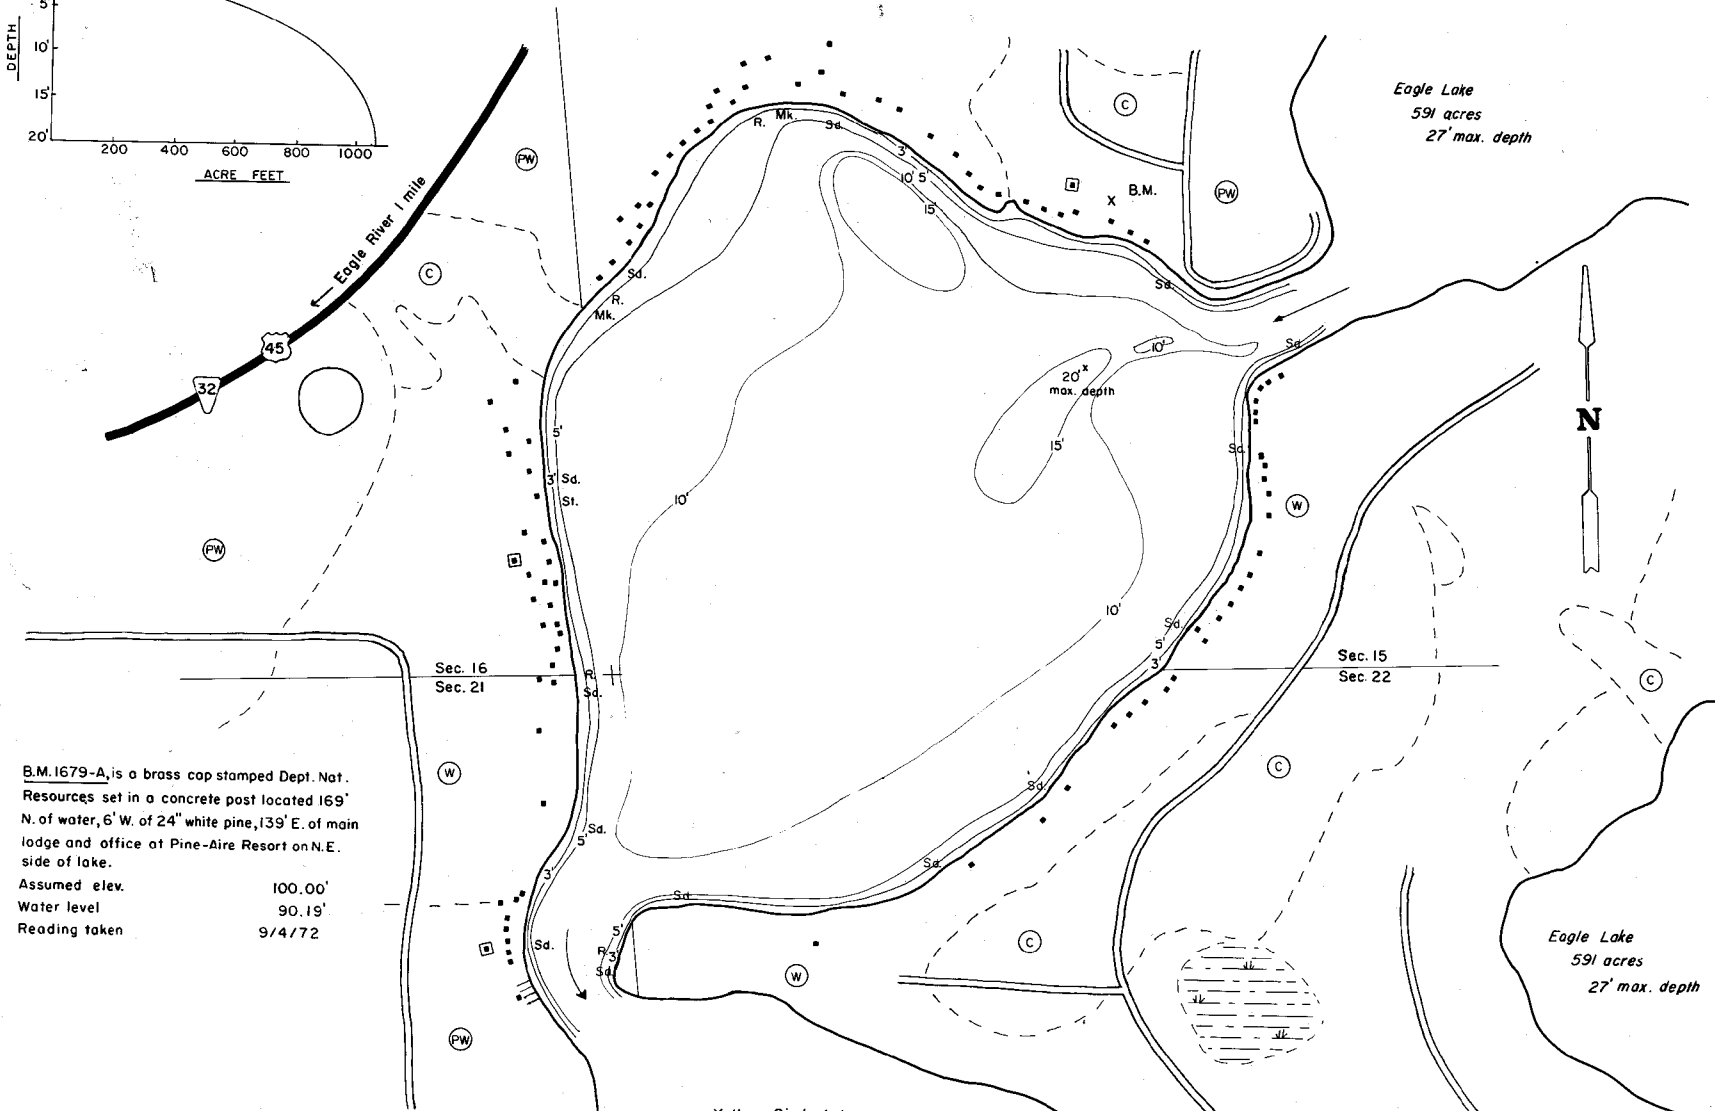 DEPTH
5'
10'
15'
20'
200 400 600 800 1000
ACRE FEET
Eagle River 1 mile
45
32
PW
C
PW
Eagle Lake
591 acres
27' max. depth
C
B.M.
X
PW
R. Mk. Sd.
3'
10' 5'
15'
Sd.
R.
Mk.
Sd.
Sd.
10'
20' x
max. depth
15'
5'
3' Sd.
St.
10'
Sd.
W
N
10'
Sd.
5'
3'
Sec. 16
Sec. 21
R.
Sd.
Sec. 15
Sec. 22
C
C
W
B.M. 1679-A, is a brass cap stamped Dept. Nat.
Resources set in a concrete post located 169'
N. of water, 6' W. of 24" white pine, 139' E. of main
lodge and office at Pine-Aire Resort on N.E.
side of lake.
Assumed elev. 100.00'
Water level 90.19'
Reading taken 9/4/72
Sd.
5'
3'
Sd.
Sd.
Sd.
Sd.
5'
R.
3'
Sd.
W
C
PW
Eagle Lake
591 acres
27' max. depth